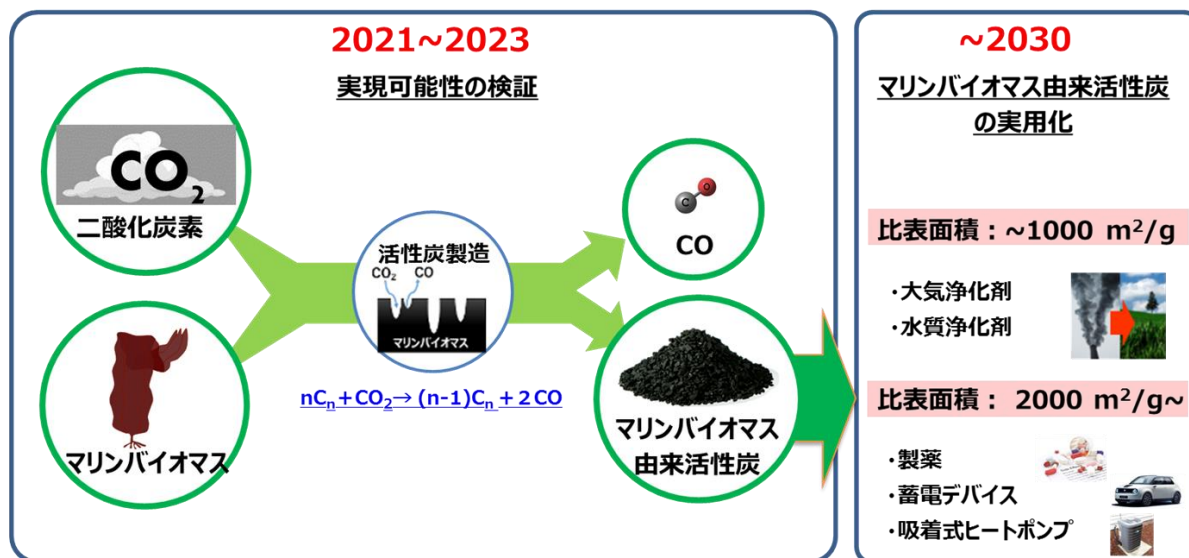 2021~2023
実現可能性の検証
CO₂
二酸化炭素
マリンバイオマス
活性炭製造
CO₂ CO
マリンバイオマス
nCn+CO₂→ (n-1)Cn + 2 CO
C O
CO
マリンバイオマス
由来活性炭
~2030
マリンバイオマス由来活性炭
の実用化
比表面積：~1000 m²/g
・大気浄化剤
・水質浄化剤
比表面積： 2000 m²/g~
・製薬
・蓄電デバイス
・吸着式ヒートポンプ